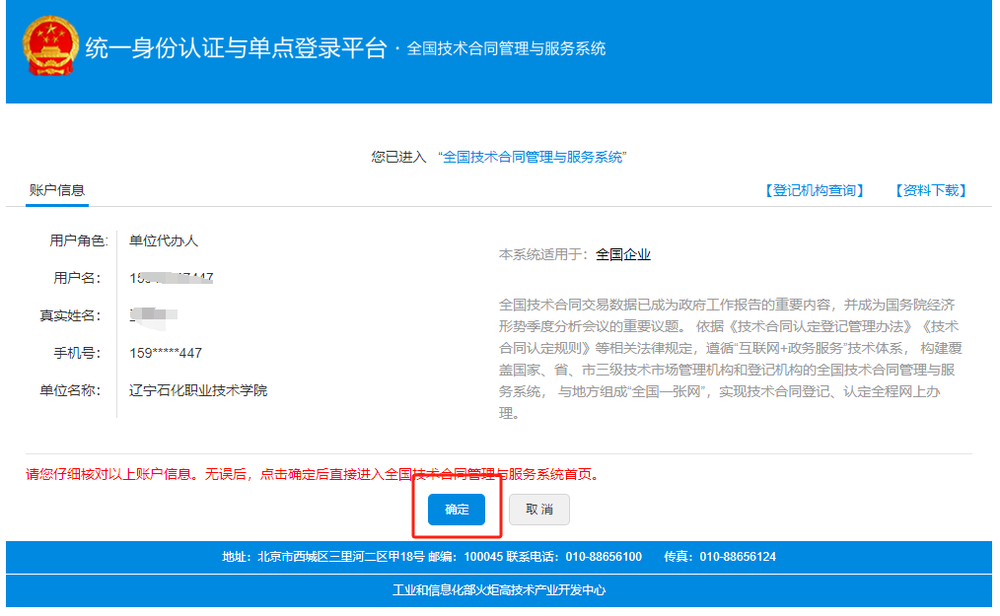 统一身份认证与单点登录平台 · 全国技术合同管理与服务系统
您已进入 “全国技术合同管理与服务系统”
账户信息 【登记机构查询】 【资料下载】
用户角色: 单位代办人
用户名:
真实姓名:
手机号: 159*****447
单位名称: 辽宁石化职业技术学院
本系统适用于: 全国企业
全国技术合同交易数据已成为政府工作报告的重要内容，并成为国务院经济
形势季度分析会议的重要议题。 依据《技术合同认定登记管理办法》《技术
合同认定规则》等相关法律规定，遵循“互联网+政务服务”技术体系， 构建覆
盖国家、省、市三级技术市场管理机构和登记机构的全国技术合同管理与服
务系统， 与地方组成“全国一张网”，实现技术合同登记、认定全程网上办
理。
请您仔细核对以上账户信息。无误后，点击确定后直接进入全国技术合同管理与服务系统首页。
确定 取 消
地址：北京市西城区三里河二区甲18号 邮编：100045 联系电话：010-88656100 传真：010-88656124
工业和信息化部火炬高技术产业开发中心